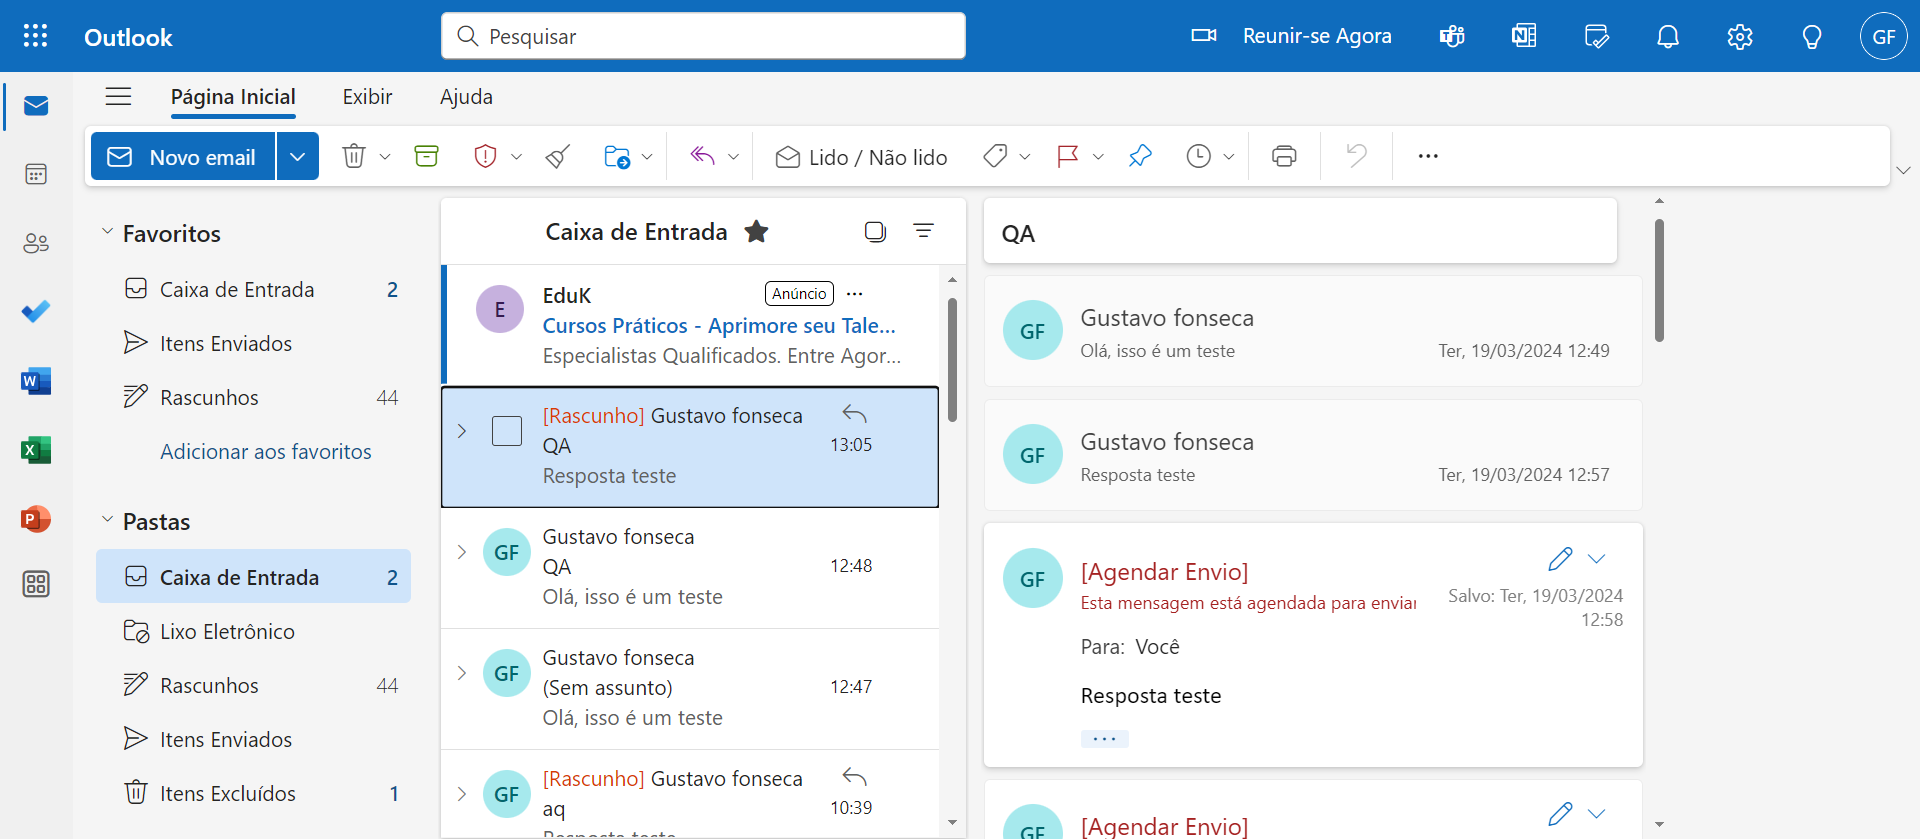 Outlook
Pesquisar
Reunir-se Agora
GF
Página Inicial
Exibir
Ajuda
Novo email
Lido / Não lido
Favoritos
Caixa de Entrada 2
Itens Enviados
Rascunhos 44
Adicionar aos favoritos
Pastas
Caixa de Entrada 2
Lixo Eletrônico
Rascunhos 44
Itens Enviados
Itens Excluídos 1
Caixa de Entrada
E
EduK
Anúncio
Cursos Práticos - Aprimore seu Tale...
Especialistas Qualificados. Entre Agor...
[Rascunho] Gustavo fonseca
QA 13:05
Resposta teste
GF
Gustavo fonseca
QA 12:48
Olá, isso é um teste
GF
Gustavo fonseca
(Sem assunto) 12:47
Olá, isso é um teste
GF
[Rascunho] Gustavo fonseca
aq 10:39
Resposta teste
QA
GF
Gustavo fonseca
Olá, isso é um teste Ter, 19/03/2024 12:49
GF
Gustavo fonseca
Resposta teste Ter, 19/03/2024 12:57
GF
[Agendar Envio]
Esta mensagem está agendada para enviar
Salvo: Ter, 19/03/2024
12:58
Para: Você
Resposta teste
GF
[Agendar Envio]